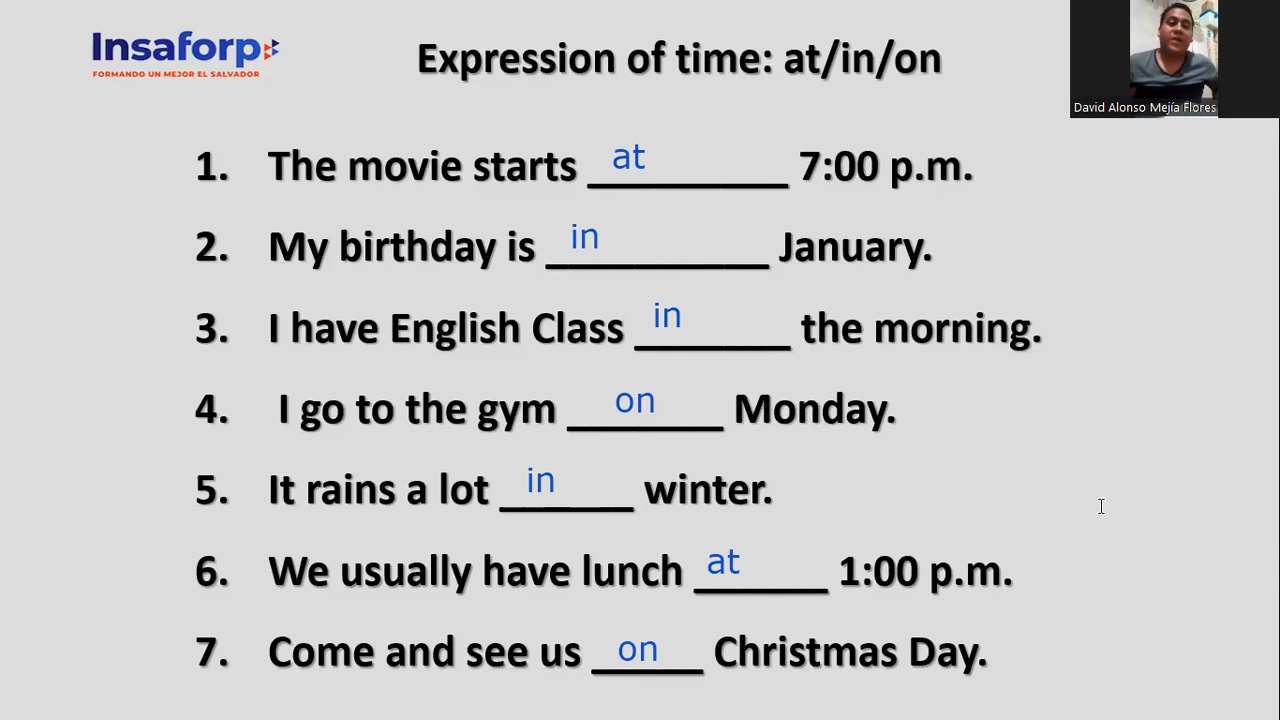 Insaforp
FORMANDO UN MEJOR EL SALVADOR
Expression of time: at/in/on
David Alonso Mejía Flores
1. The movie starts at 7:00 p.m.
2. My birthday is in January.
3. I have English Class in the morning.
4. I go to the gym on Monday.
5. It rains a lot in winter.
6. We usually have lunch at 1:00 p.m.
7. Come and see us on Christmas Day.